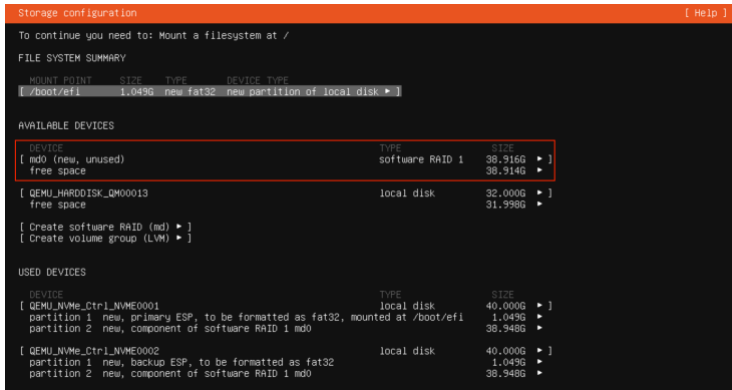 Storage configuration [ Help ]
To continue you need to: Mount a filesystem at /
FILE SYSTEM SUMMARY
MOUNT POINT SIZE TYPE DEVICE TYPE
[ /boot/efi 1.049G new fat32 new partition of local disk ▸ ]
AVAILABLE DEVICES
DEVICE TYPE SIZE
[ md0 (new, unused) software RAID 1 38.916G ▸ ]
free space 38.914G ▸
[ QEMU_HARDDISK_QM00013 local disk 32.000G ▸ ]
free space 31.998G ▸
[ Create software RAID (md) ▸ ]
[ Create volume group (LVM) ▸ ]
USED DEVICES
DEVICE TYPE SIZE
[ QEMU_NVMe_Ctrl_NVME0001 local disk 40.000G ▸ ]
partition 1 new, primary ESP, to be formatted as fat32, mounted at /boot/efi 1.049G ▸
partition 2 new, component of software RAID 1 md0 38.948G ▸
[ QEMU_NVMe_Ctrl_NVME0002 local disk 40.000G ▸ ]
partition 1 new, backup ESP, to be formatted as fat32 1.049G ▸
partition 2 new, component of software RAID 1 md0 38.948G ▸